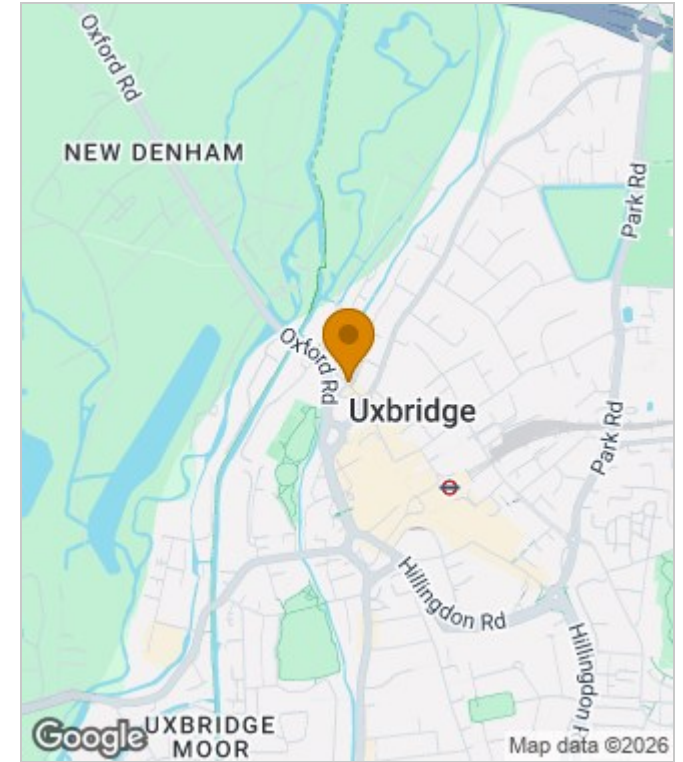 Oxford Rd
NEW DENHAM
Park Rd
Oxford Rd
Uxbridge
Park Rd
Hillingdon Rd
Hillingdon R
UXBRIDGE
MOOR
Google
Map data ©2026